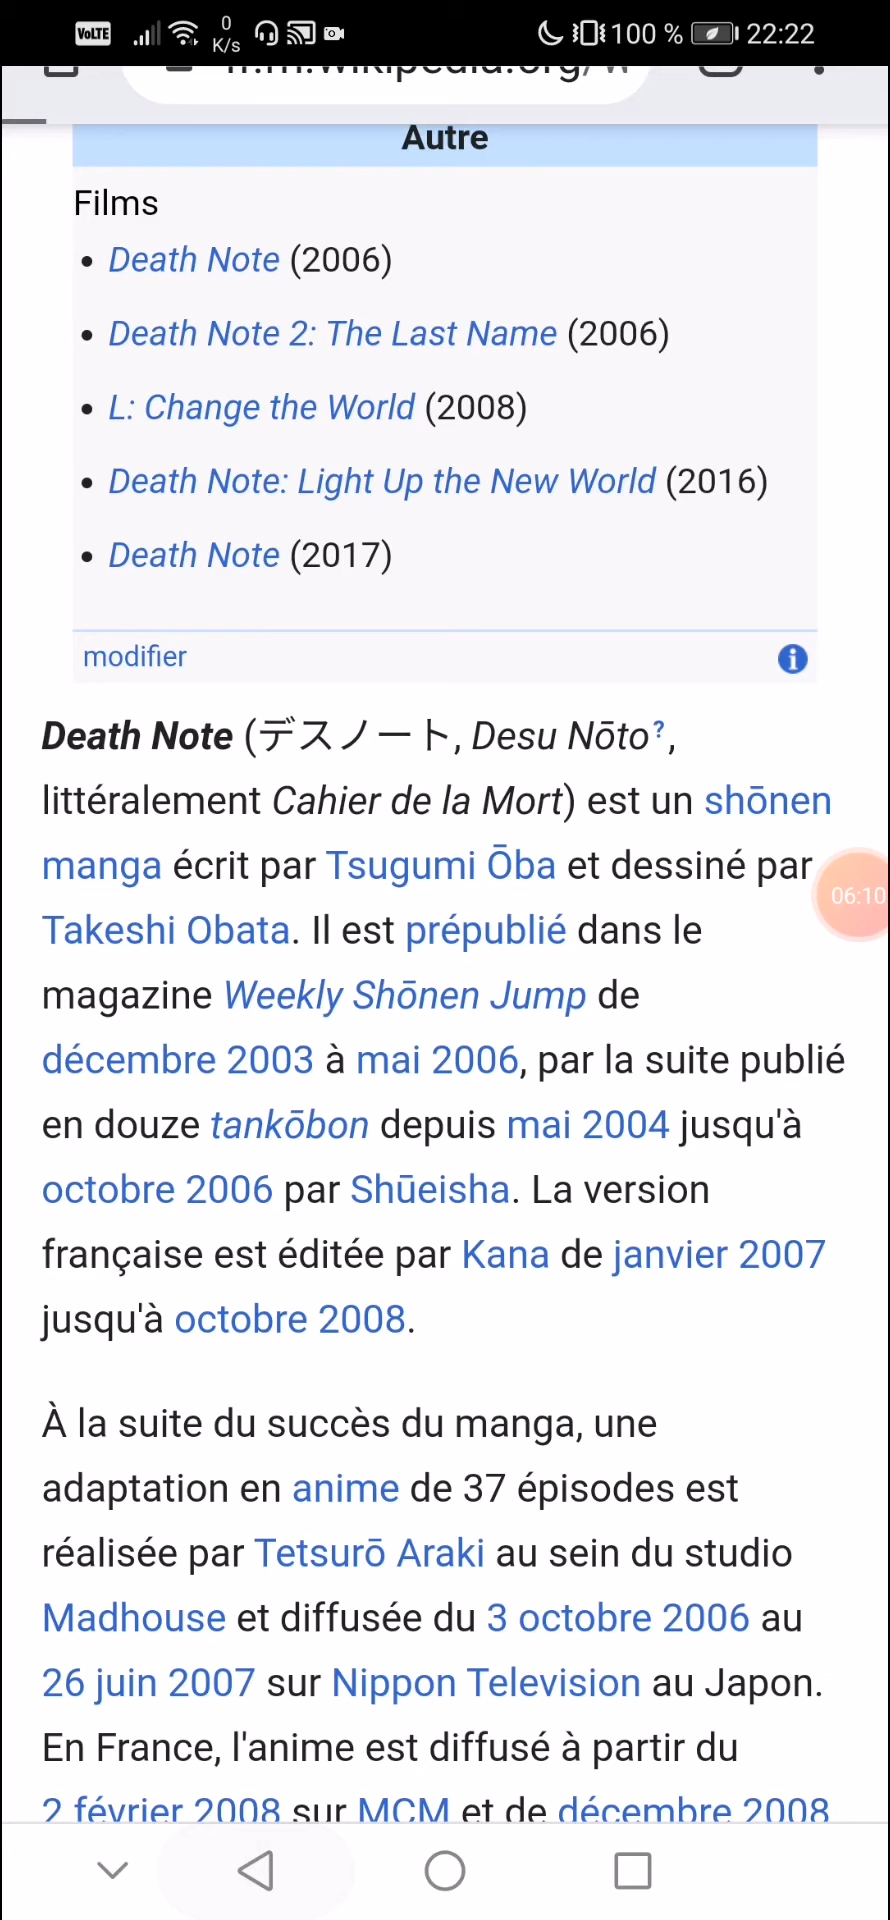 VoLTE 0 K/s 100 % 22:22
Autre
Films
• Death Note (2006)
• Death Note 2: The Last Name (2006)
• L: Change the World (2008)
• Death Note: Light Up the New World (2016)
• Death Note (2017)
modifier
Death Note (デスノート, Desu Nōto?,
littéralement Cahier de la Mort) est un shōnen
manga écrit par Tsugumi Ōba et dessiné par
06:10
Takeshi Obata. Il est prépublié dans le
magazine Weekly Shōnen Jump de
décembre 2003 à mai 2006, par la suite publié
en douze tankōbon depuis mai 2004 jusqu'à
octobre 2006 par Shūeisha. La version
française est éditée par Kana de janvier 2007
jusqu'à octobre 2008.
À la suite du succès du manga, une
adaptation en anime de 37 épisodes est
réalisée par Tetsurō Araki au sein du studio
Madhouse et diffusée du 3 octobre 2006 au
26 juin 2007 sur Nippon Television au Japon.
En France, l'anime est diffusé à partir du
2 février 2008 sur MCM et de décembre 2008